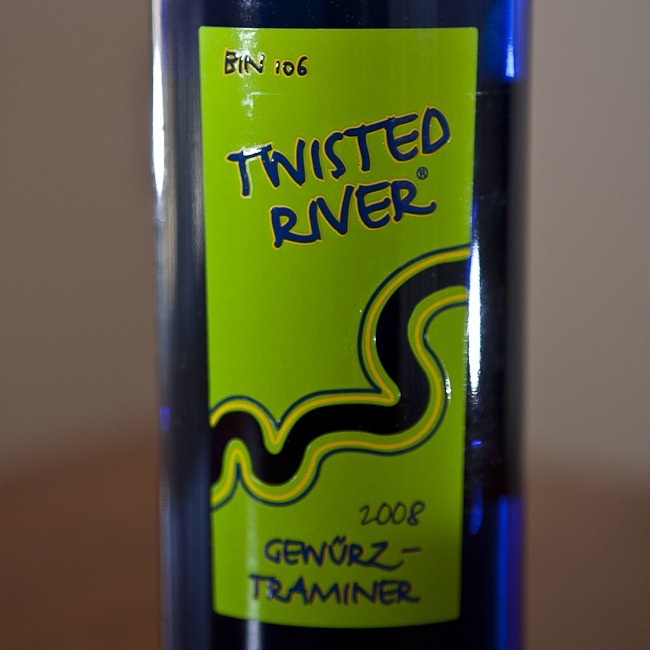 BIN 106
TWISTED
RIVER®
2008
GEWÜRZ-
TRAMINER